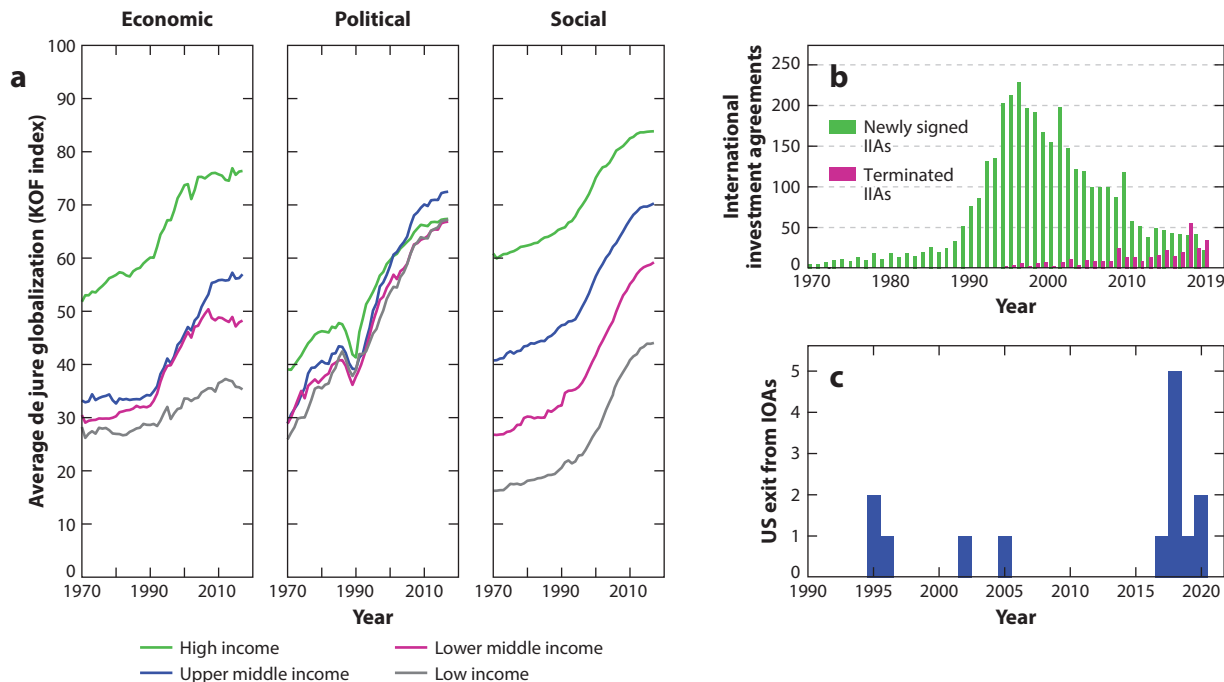 Economic
Political
Social
a
Average de jure globalization (KOF index)
100
90
80
70
60
50
40
30
20
10
0
1970
1990
2010
1970
1990
2010
1970
1990
2010
Year
High income
Upper middle income
Lower middle income
Low income
b
International
investment agreements
250
200
150
100
50
Newly signed
IIAs
Terminated
IIAs
1970
1980
1990
2000
2010
2019
Year
c
US exit from IOAs
5
4
3
2
1
0
1990
1995
2000
2005
2010
2015
2020
Year